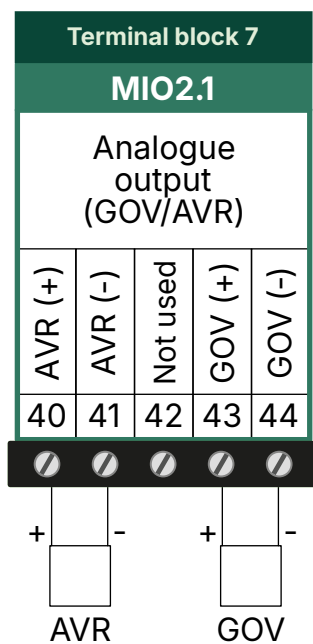 Terminal block 7
MIO2.1
Analogue
output
(GOV/AVR)
AVR (+)
AVR (-)
Not used
GOV (+)
GOV (-)
40 41 42 43 44
+ - + -
AVR GOV